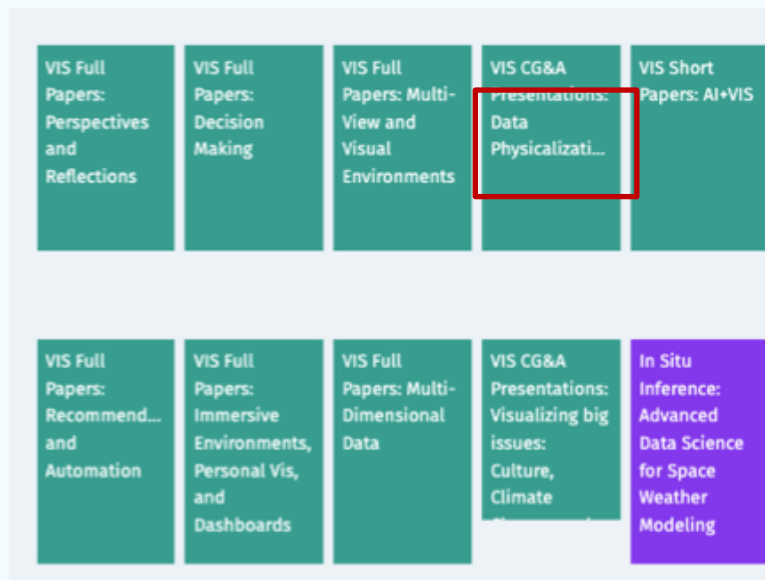 VIS Full
Papers:
Perspectives
and
Reflections
VIS Full
Papers:
Decision
Making
VIS Full
Papers: Multi-
View and
Visual
Environments
VIS CG&A
Presentations:
Data
Physicalizati...
VIS Short
Papers: AI+VIS
VIS Full
Papers:
Recommend...
and
Automation
VIS Full
Papers:
Immersive
Environments,
Personal Vis,
and
Dashboards
VIS Full
Papers: Multi-
Dimensional
Data
VIS CG&A
Presentations:
Visualizing big
issues:
Culture,
Climate
In Situ
Inference:
Advanced
Data Science
for Space
Weather
Modeling